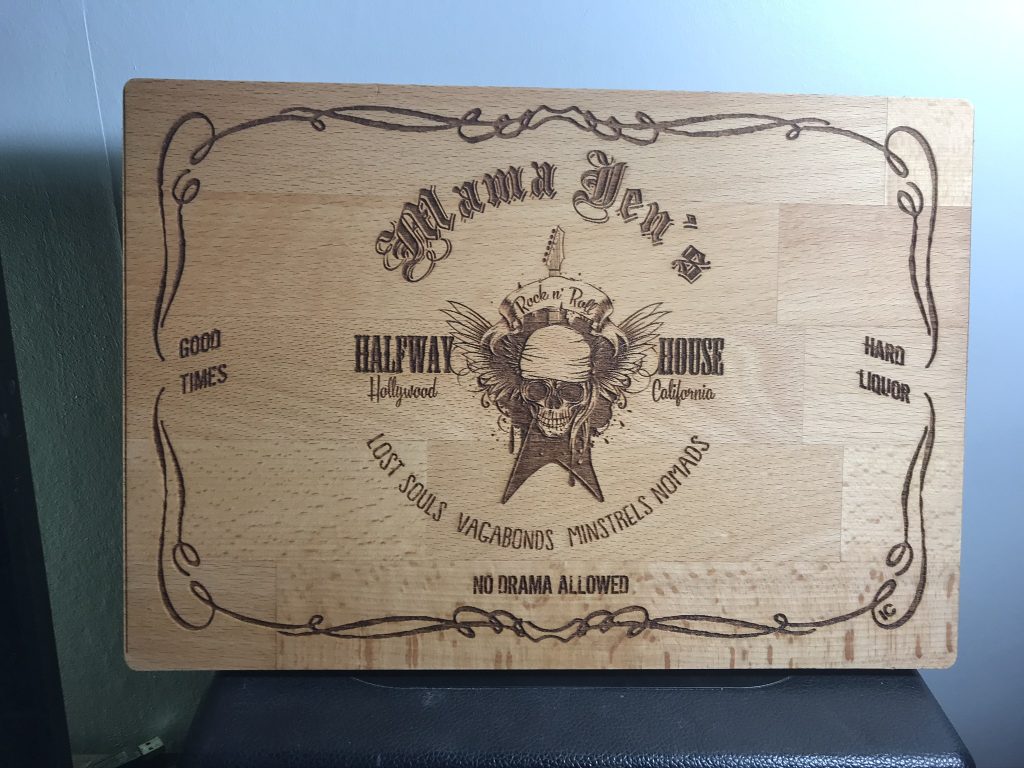 Mama Jen's
Rock n' Roll
HALFWAY HOUSE
Hollywood California
GOOD
TIMES
HARD
LIQUOR
LOST SOULS VAGABONDS MINSTRELS NOMADS
NO DRAMA ALLOWED
JG